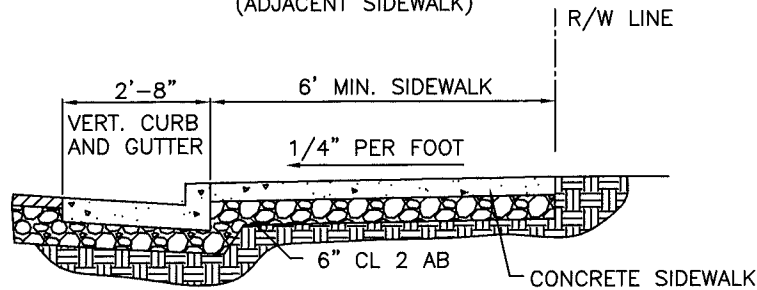 (ADJACENT SIDEWALK)
R/W LINE
2'-8"
6' MIN. SIDEWALK
VERT. CURB
AND GUTTER
1/4" PER FOOT
6" CL 2 AB
CONCRETE SIDEWALK